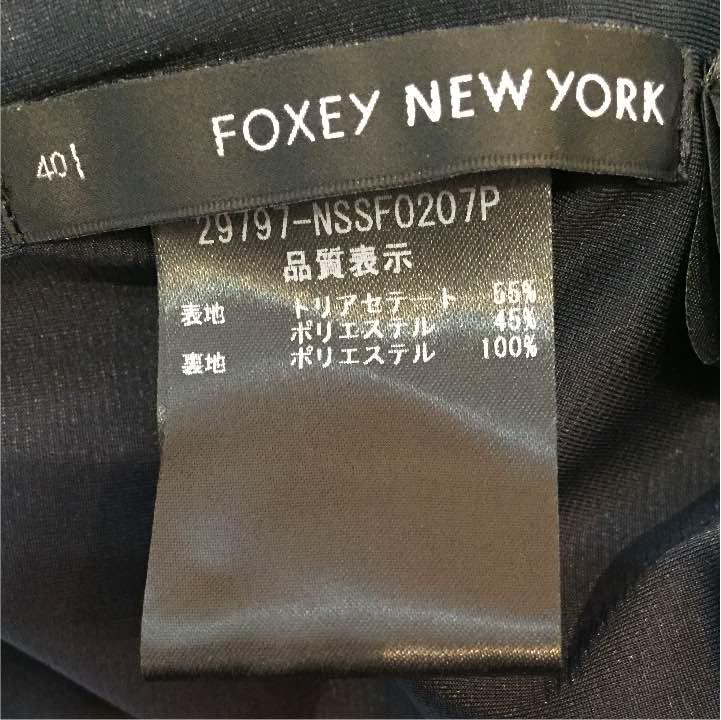 40
FOXEY NEW YORK
29797-NSSF0207P
品質表示
表地 トリアセテート 55%
ポリエステル 45%
裏地 ポリエステル 100%